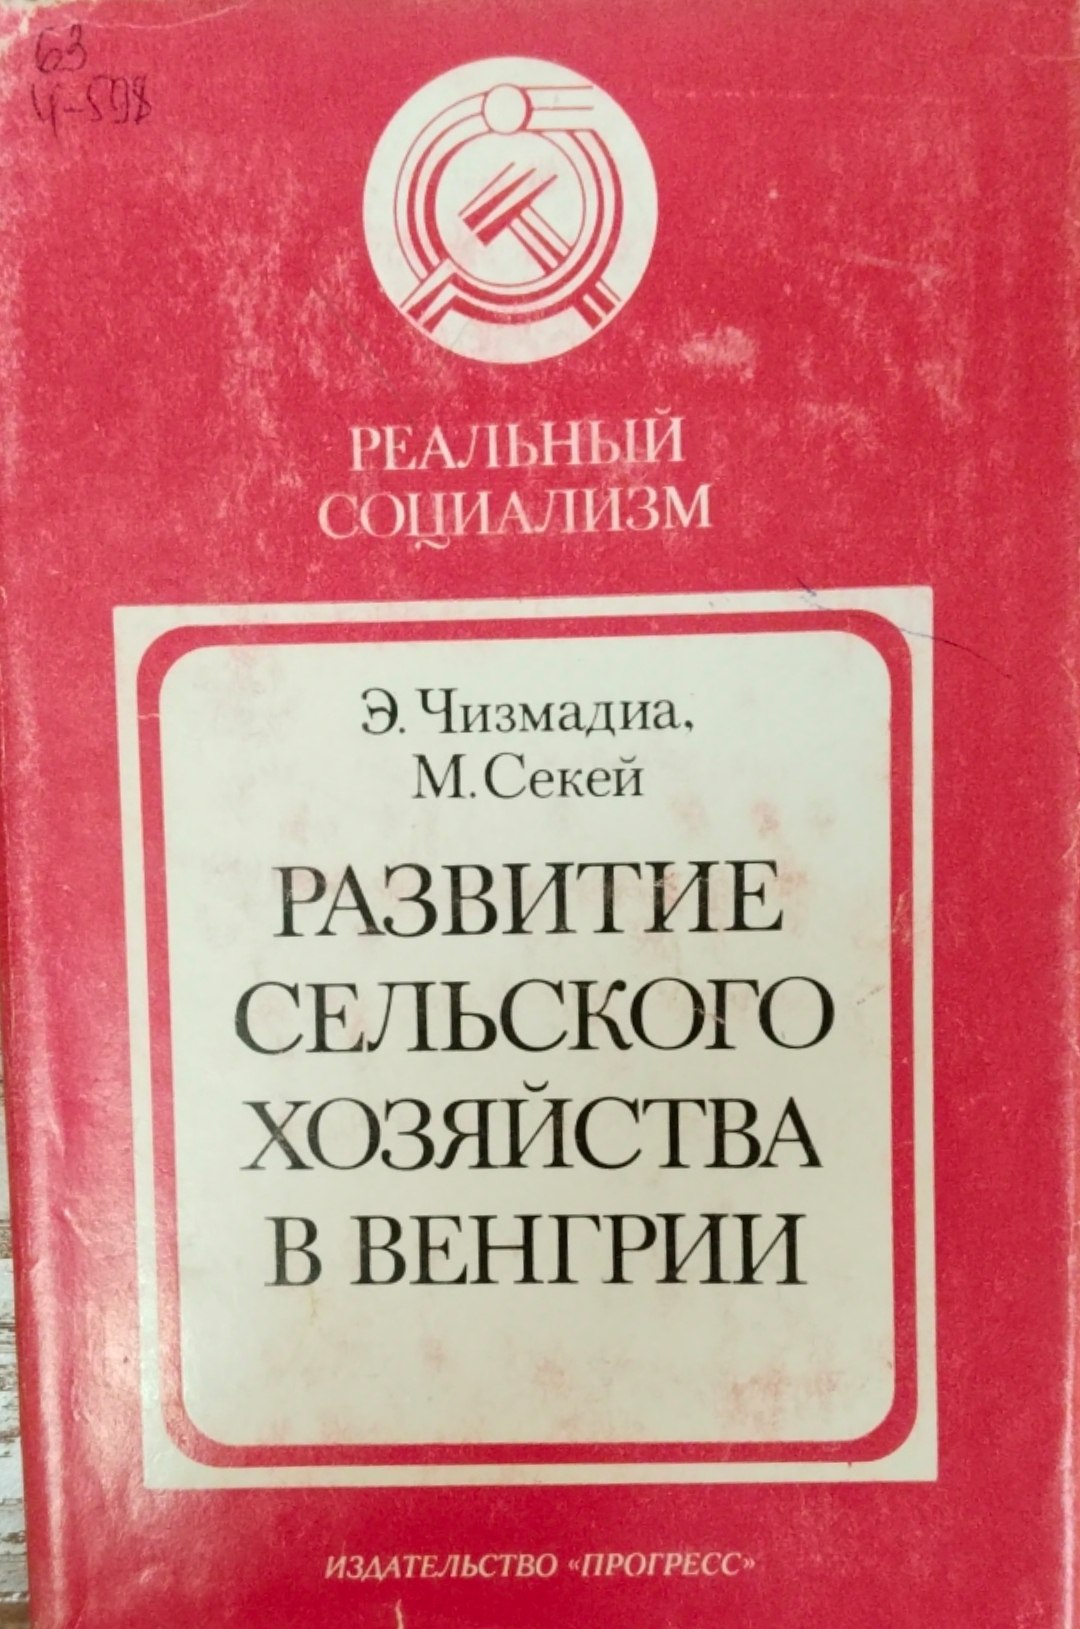 63
Ч-598
РЕАЛЬНЫЙ
СОЦИАЛИЗМ
Э. Чизмадиа,
М. Секей
РАЗВИТИЕ
СЕЛЬСКОГО
ХОЗЯЙСТВА
В ВЕНГРИИ
ИЗДАТЕЛЬСТВО «ПРОГРЕСС»